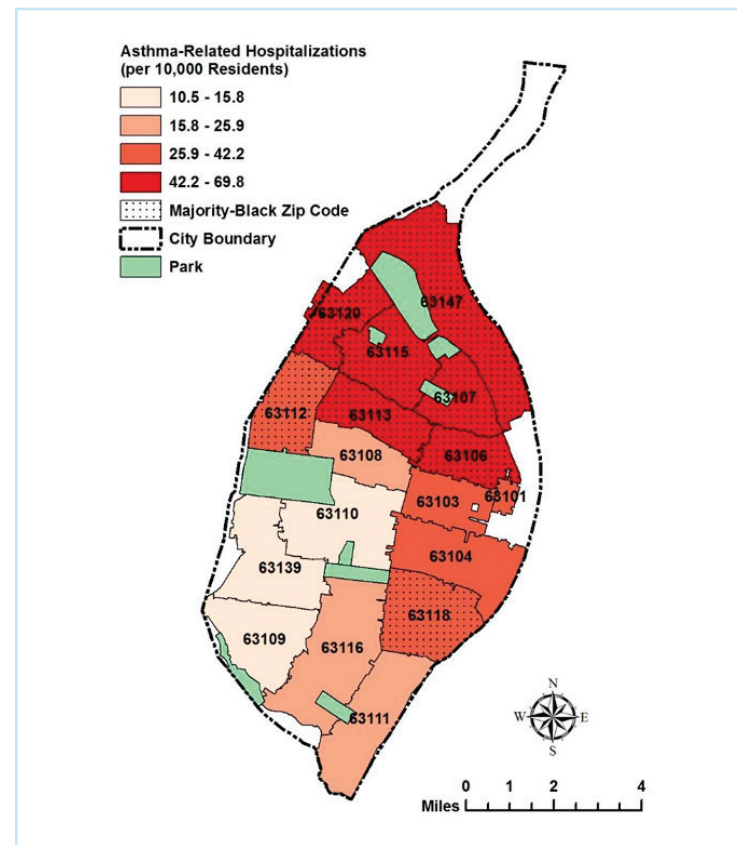 Asthma-Related Hospitalizations
(per 10,000 Residents)
10.5 - 15.8
15.8 - 25.9
25.9 - 42.2
42.2 - 69.8
Majority-Black Zip Code
City Boundary
Park
63147
63120
63115
63107
63112
63113
63108
63106
63103
63101
63110
63104
63139
63118
63109
63116
63111
N
W
E
S
0 1 2 4
Miles